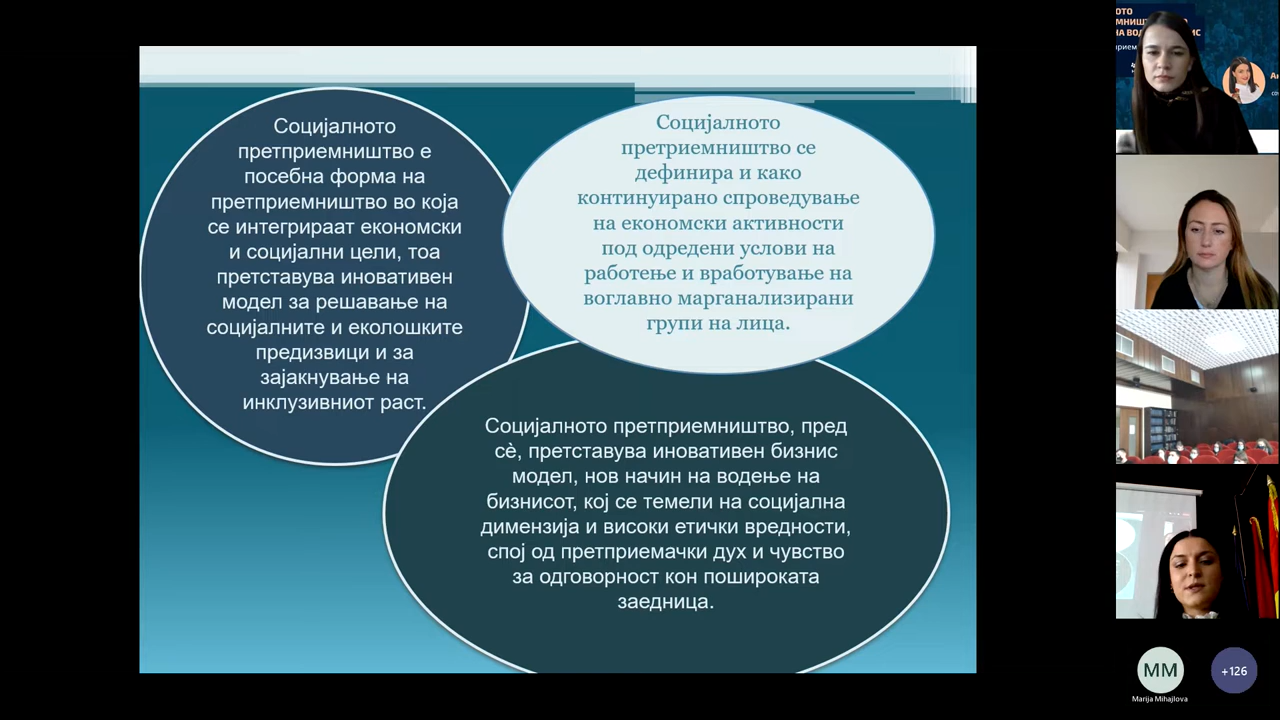 Социјалното
претприемништво е
посебна форма на
претприемништво во која
се интегрираат економски
и социјални цели, тоа
претставува иновативен
модел за решавање на
социјалните и еколошките
предизвици и за
зајакнување на
инклузивниот раст.
Социјалното
претриемништво се
дефинира и како
континуирано спроведување
на економски активности
под одредени услови на
работење и вработување на
воглавно марганализирани
групи на лица.
Социјалното претприемништво, пред
сѐ, претставува иновативен бизнис
модел, нов начин на водење на
бизнисот, кој се темели на социјална
димензија и високи етички вредности,
спој од претприемачки дух и чувство
за одговорност кон пошироката
заедница.
MM
Marija Mihajlova
+126